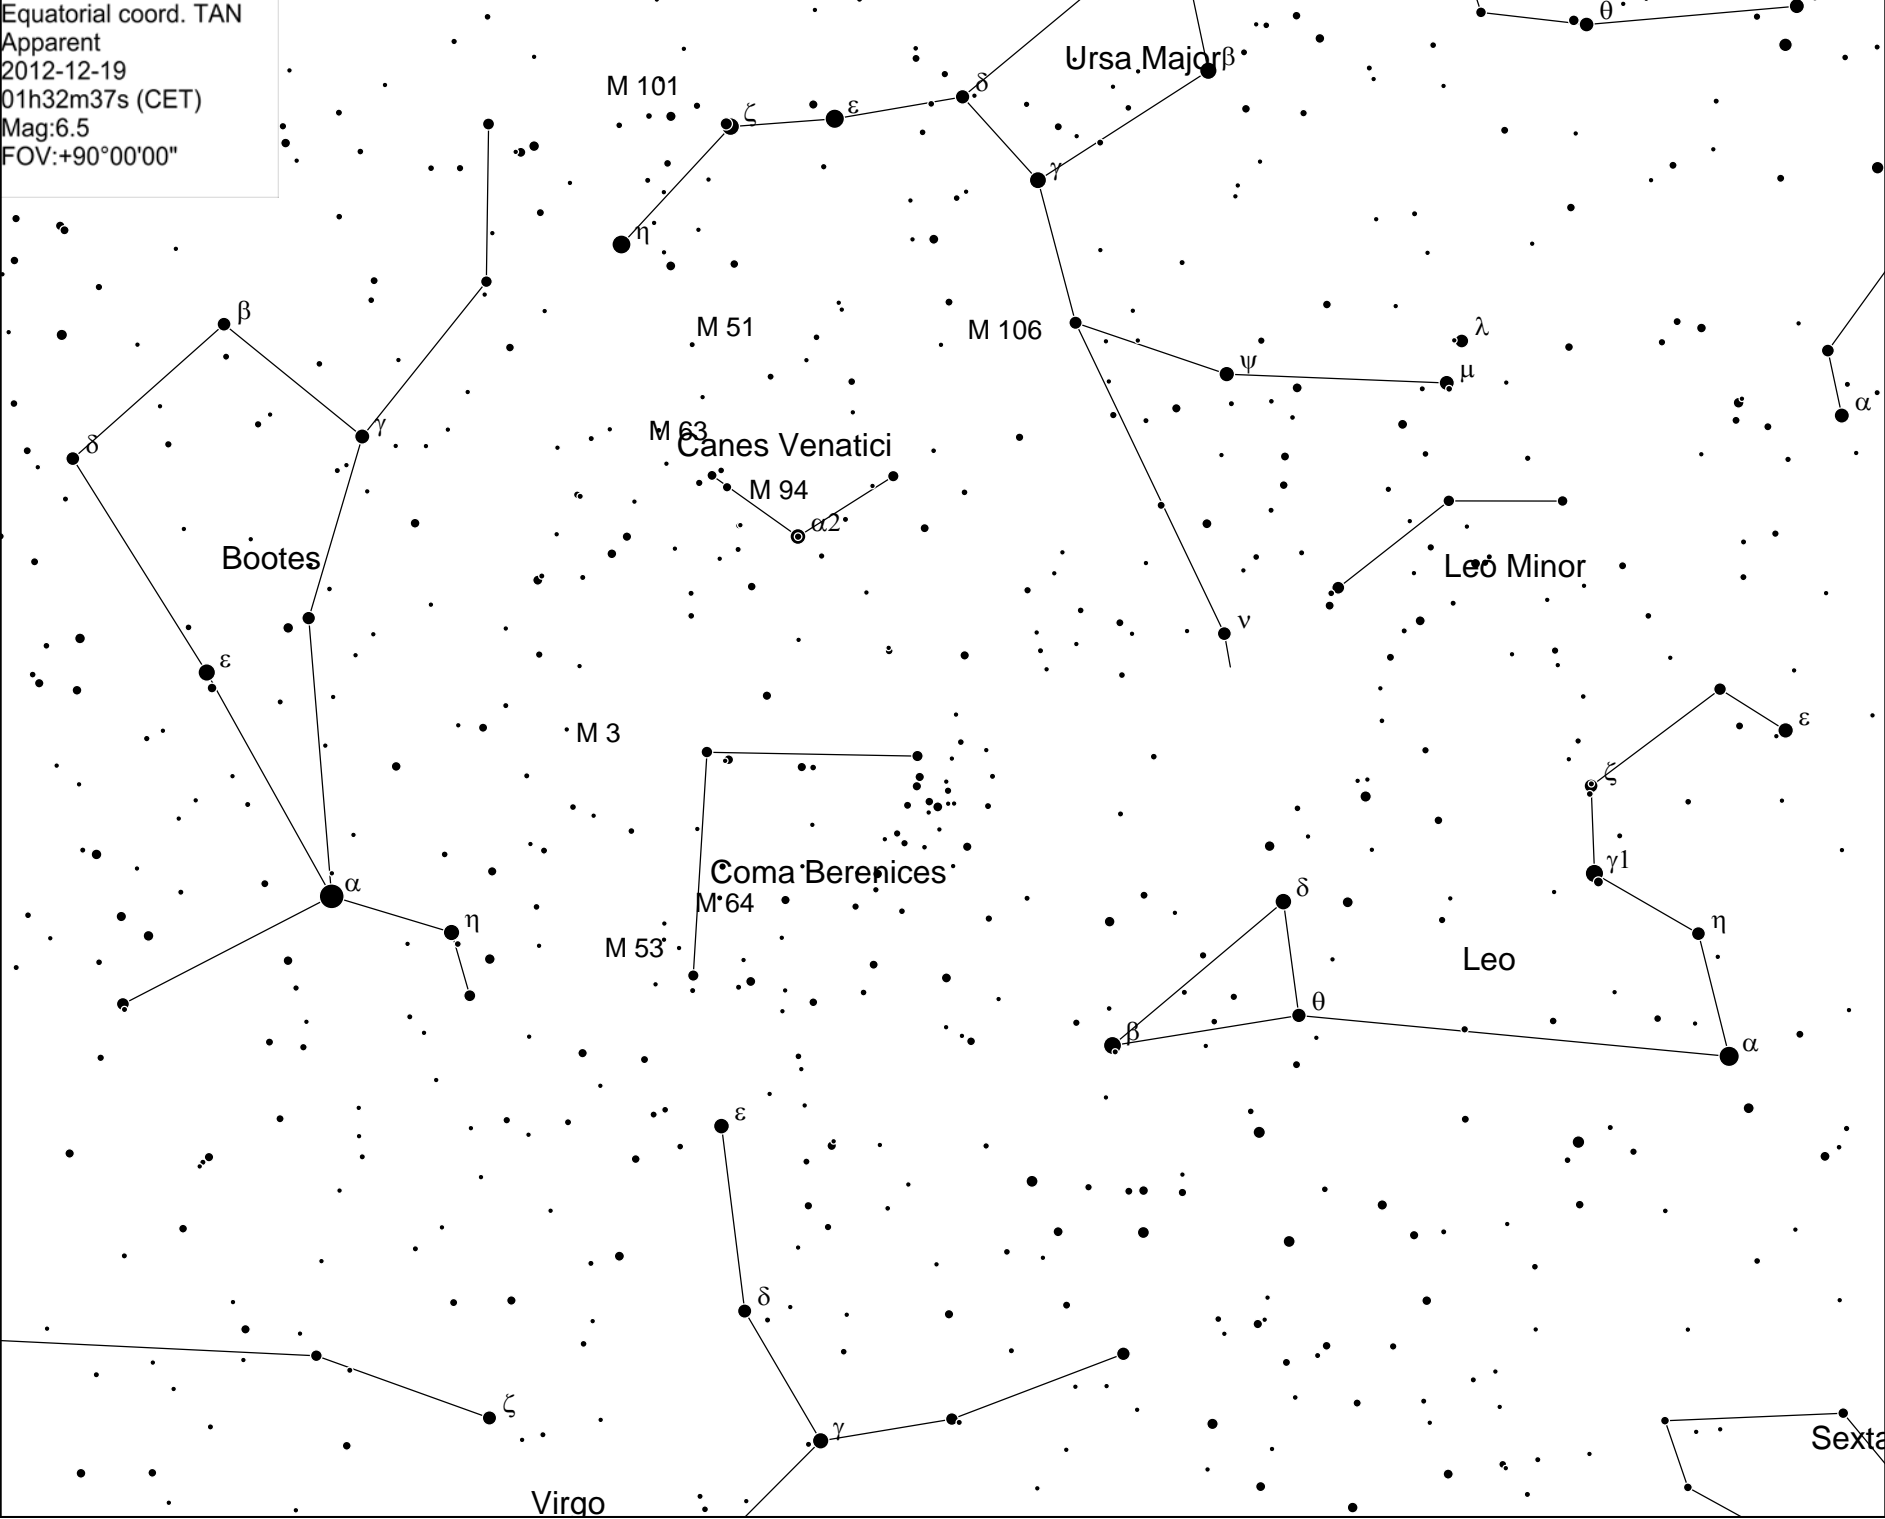 Equatorial coord. TAN
Apparent
2012-12-19
01h32m37s (CET)
Mag:6.5
FOV:+90°00'00"
θ
Ursa Major β
M 101
δ
ζ ε
γ
η
β
M 51
M 106
λ
ψ
μ
α
γ
M 63
δ
Canes Venatici
M 94
α2
Bootes
Leo Minor
ν
ε
M 3
ε
ζ
Coma Berenices
γ1
α
δ
M 64
η
η
M 53
Leo
θ
β
α
ε
δ
ζ
γ
Sexta
Virgo